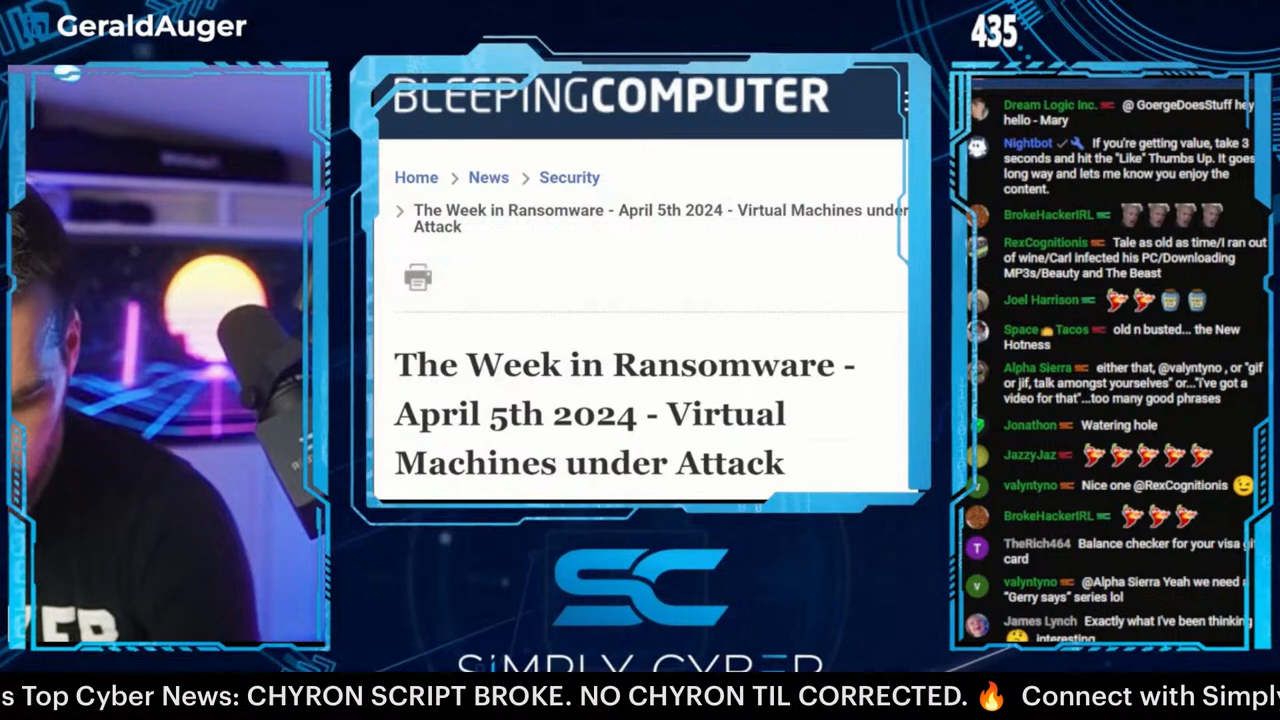 GeraldAuger
435
BLEEPINGCOMPUTER
Home > News > Security
> The Week in Ransomware - April 5th 2024 - Virtual Machines under
Attack
The Week in Ransomware -
April 5th 2024 - Virtual
Machines under Attack
SC
SIMPLY CYBER
Dream Logic Inc. @ GoergeDoesStuff hey
hello - Mary
Nightbot If you're getting value, take 3
seconds and hit the "Like" Thumbs Up. It goes
long way and lets me know you enjoy the
content.
BrokeHackerIRL
RexCognitionis Tale as old as time/I ran out
of wine/Carl infected his PC/Downloading
MP3s/Beauty and The Beast
Joel Harrison
Space🌮Tacos old n busted... the New
Hotness
Alpha Sierra either that, @valyntyno , or "gif
or jif, talk amongst yourselves" or..."i've got a
video for that"...too many good phrases
Jonathon Watering hole
JazzyJaz
valyntyno Nice one @RexCognitionis 😉
BrokeHackerIRL
T TheRich464 Balance checker for your visa
card
v valyntyno @Alpha Sierra Yeah we need
"Gerry says" series lol
James Lynch Exactly what I've been thinking
🤔 interesting
s Top Cyber News: CHYRON SCRIPT BROKE. NO CHYRON TIL CORRECTED. 🔥 Connect with Simply